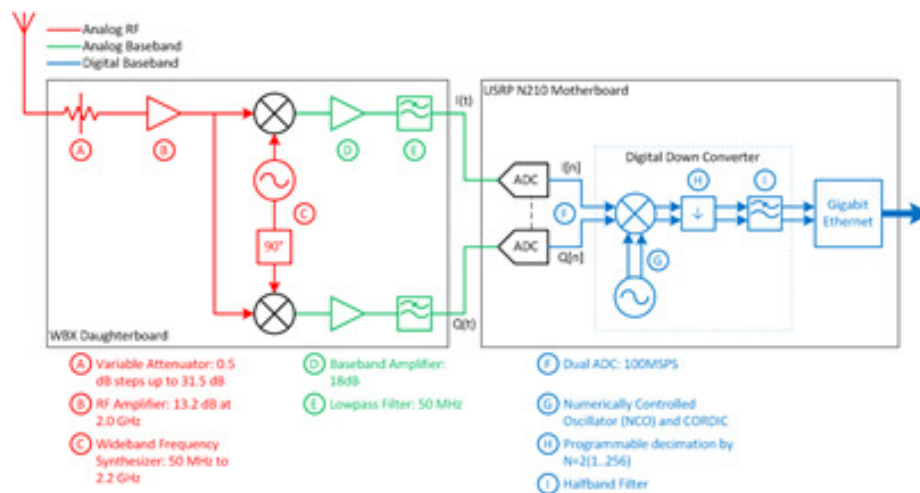 Analog RF
Analog Baseband
Digital Baseband
USRP N210 Motherboard
I(t)
Digital Down Converter
I[n]
ADC
A
B
D
E
H
I
F
C
90°
ADC
Gigabit
Ethernet
Q[n]
G
Q(t)
WBX Daughterboard
A Variable Attenuator: 0.5
dB steps up to 31.5 dB
B RF Amplifier: 13.2 dB at
2.0 GHz
C Wideband Frequency
Synthesizer: 50 MHz to
2.2 GHz
D Baseband Amplifier:
18dB
E Lowpass Filter: 50 MHz
F Dual ADC: 100MSPS
G Numerically Controlled
Oscillator (NCO) and CORDIC
H Programmable decimation by
N=2(1..256)
I Halfband Filter